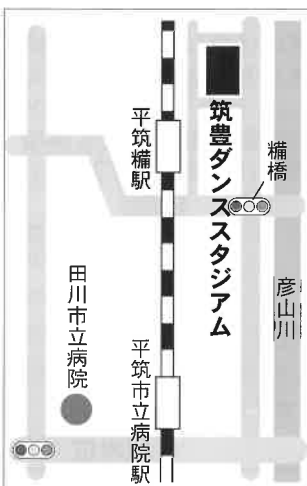 筑豊ダンススタジアム
糒橋
平筑糒駅
彦山川
田川市立病院
平筑市立病院駅